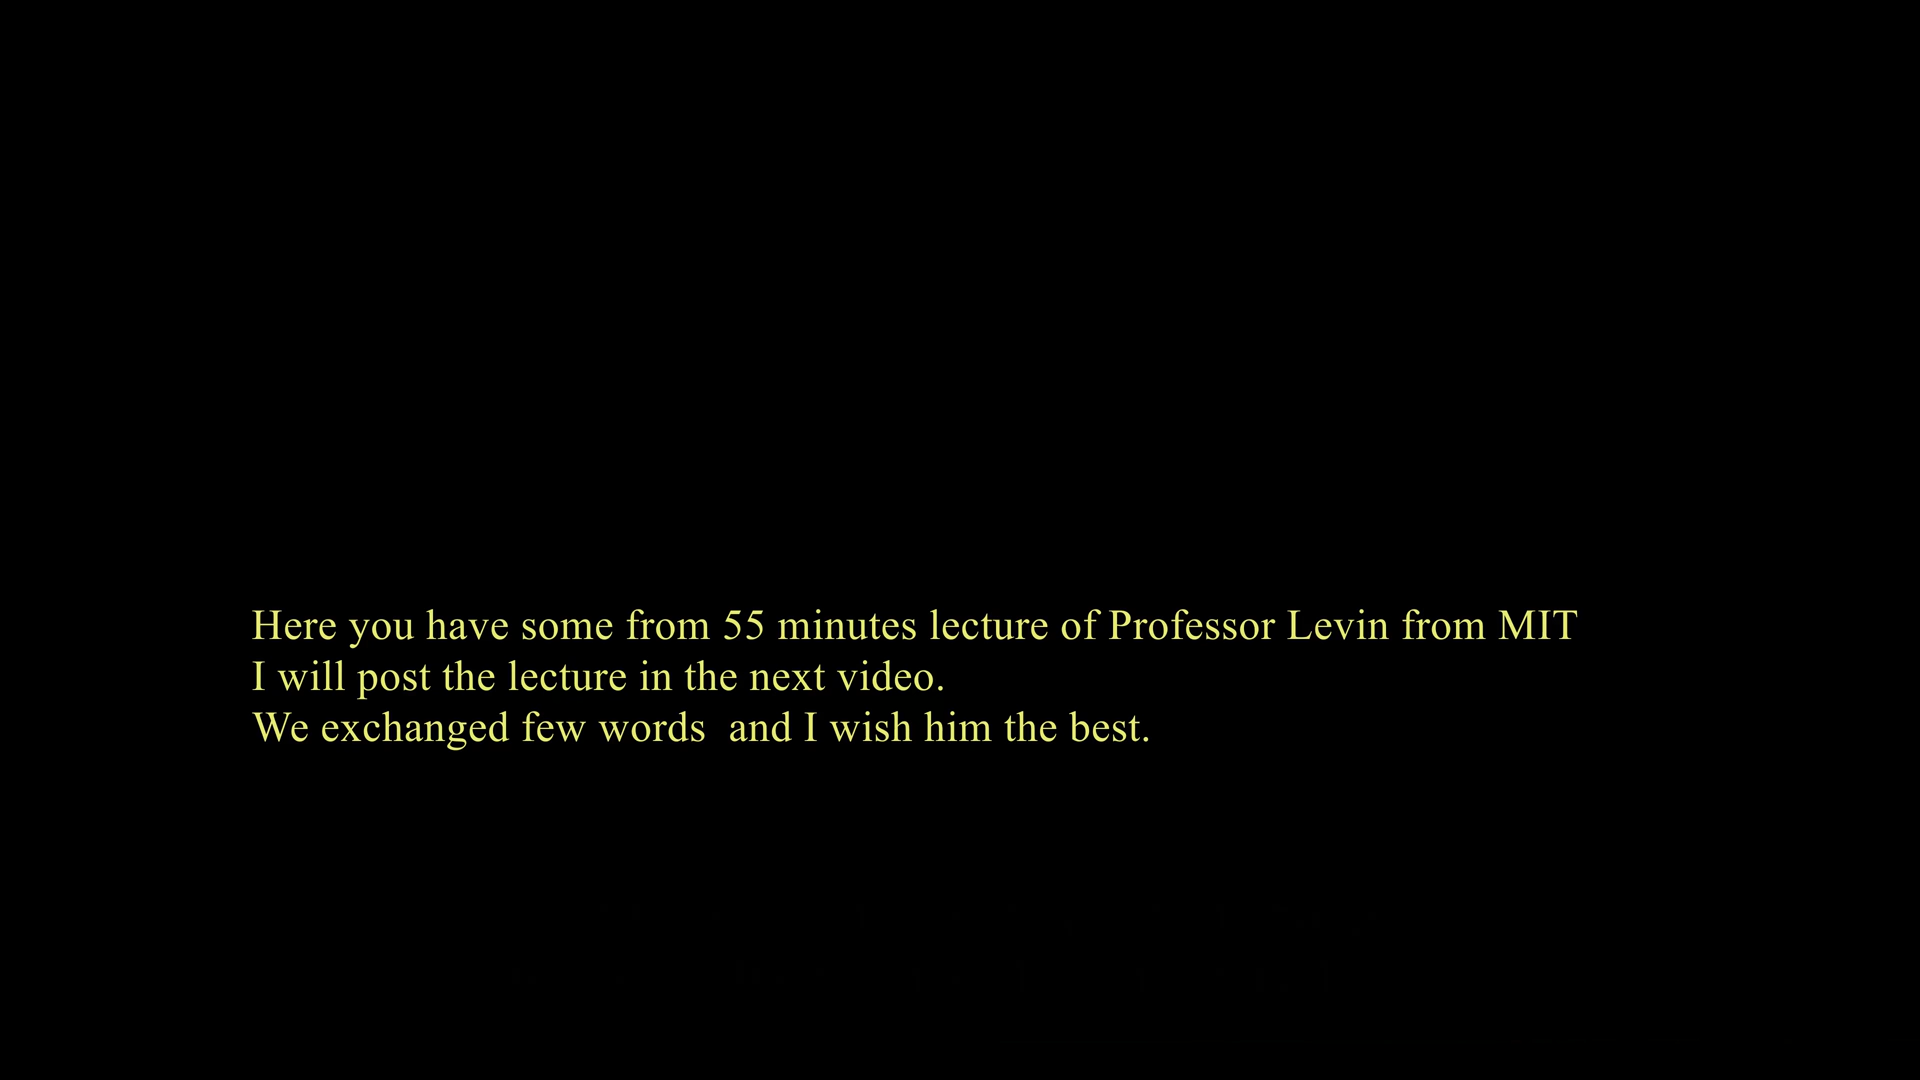 Here you have some from 55 minutes lecture of Professor Levin from MIT
I will post the lecture in the next video.
We exchanged few words  and I wish him the best.